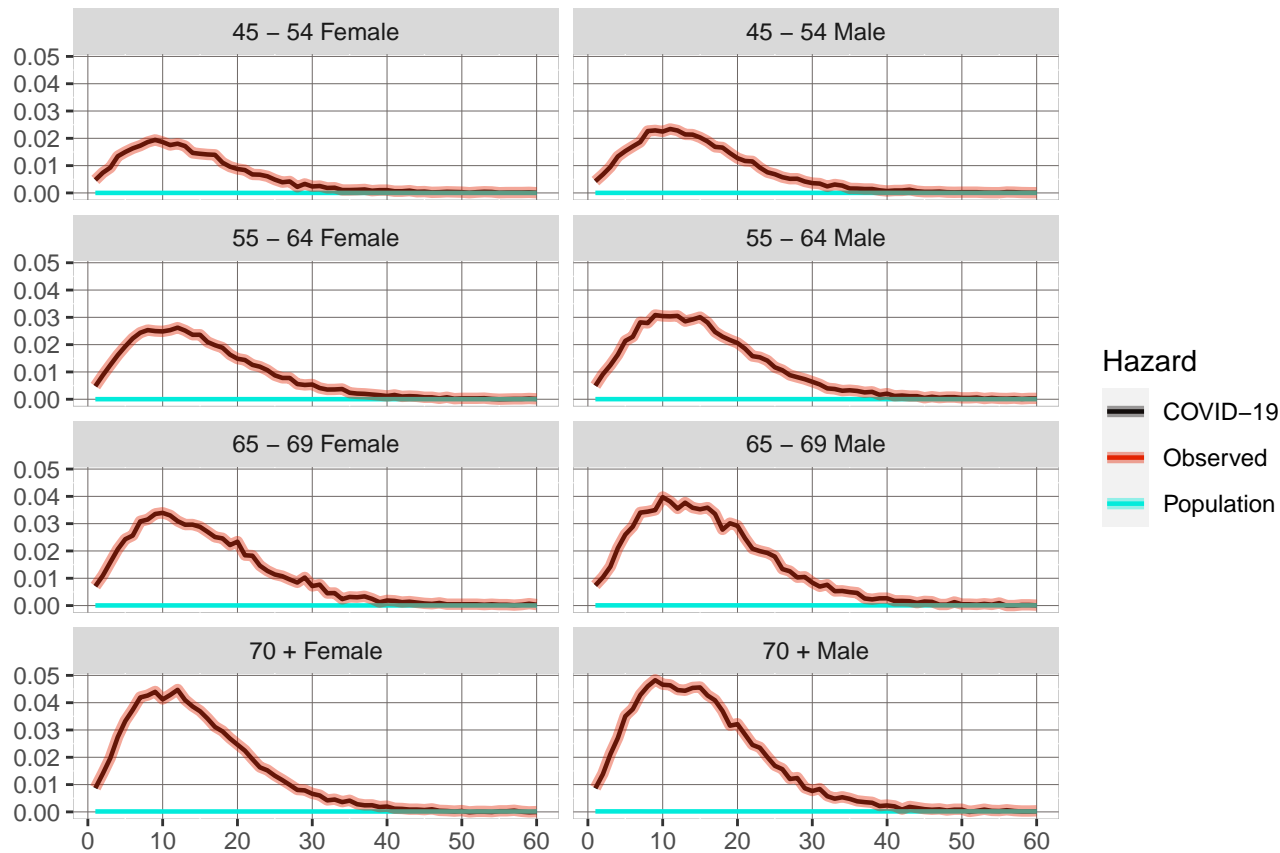 45 − 54 Female
45 − 54 Male
0.05
0.04
0.03
0.02
0.01
0.00
55 − 64 Female
55 − 64 Male
0.05
0.04
0.03
0.02
0.01
0.00
65 − 69 Female
65 − 69 Male
0.05
0.04
0.03
0.02
0.01
0.00
70 + Female
70 + Male
0.05
0.04
0.03
0.02
0.01
0.00
0 10 20 30 40 50 60
0 10 20 30 40 50 60
Hazard
COVID−19
Observed
Population